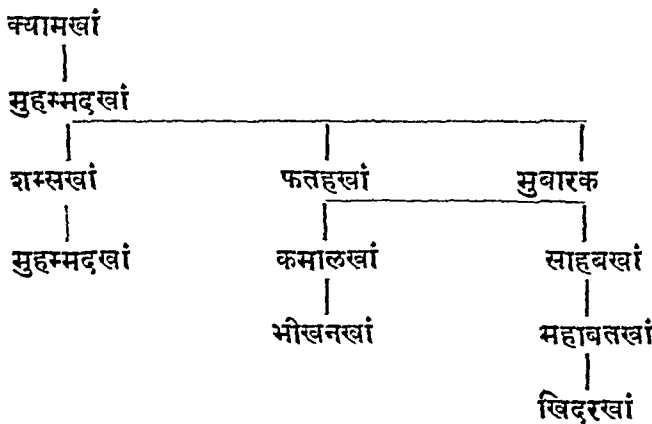 क्यामखां
मुहम्मदखां
शम्सखां फतहखां मुबारक
मुहम्मदखां कमालखां साहबखां
भीखनखां महाबतखां
खिदरखां